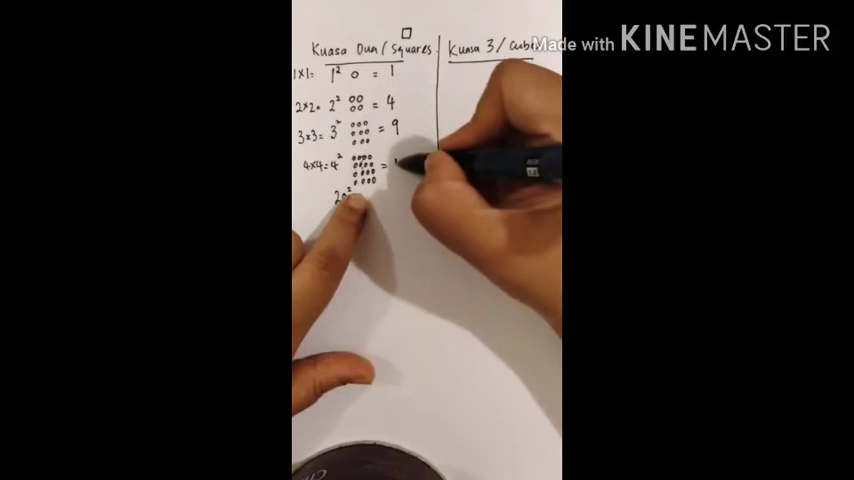 Made with KINEMASTER
Kuasa Dua / Squares
Kuasa 3 / Cube
1×1= 1² = 1
2×2= 2² = 4
3×3= 3² = 9
4×4= 4² =